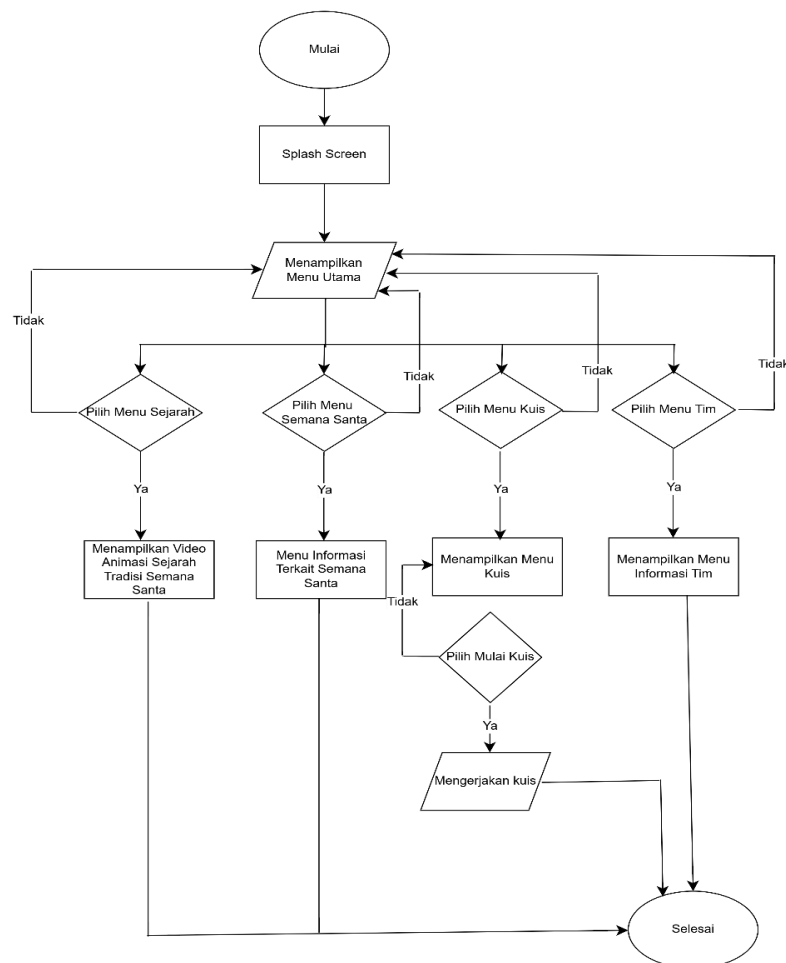 Mulai
Splash Screen
Menampilkan
Menu Utama
Tidak
Tidak
Tidak
Tidak
Pilih Menu Sejarah
Pilih Menu
Semana Santa
Pilih Menu Kuis
Pilih Menu Tim
Ya
Ya
Ya
Ya
Menampilkan Video
Animasi Sejarah
Tradisi Semana
Santa
Menu Informasi
Terkait Semana
Santa
Menampilkan Menu
Kuis
Menampilkan Menu
Informasi Tim
Tidak
Pilih Mulai Kuis
Ya
Mengerjakan kuis
Selesai